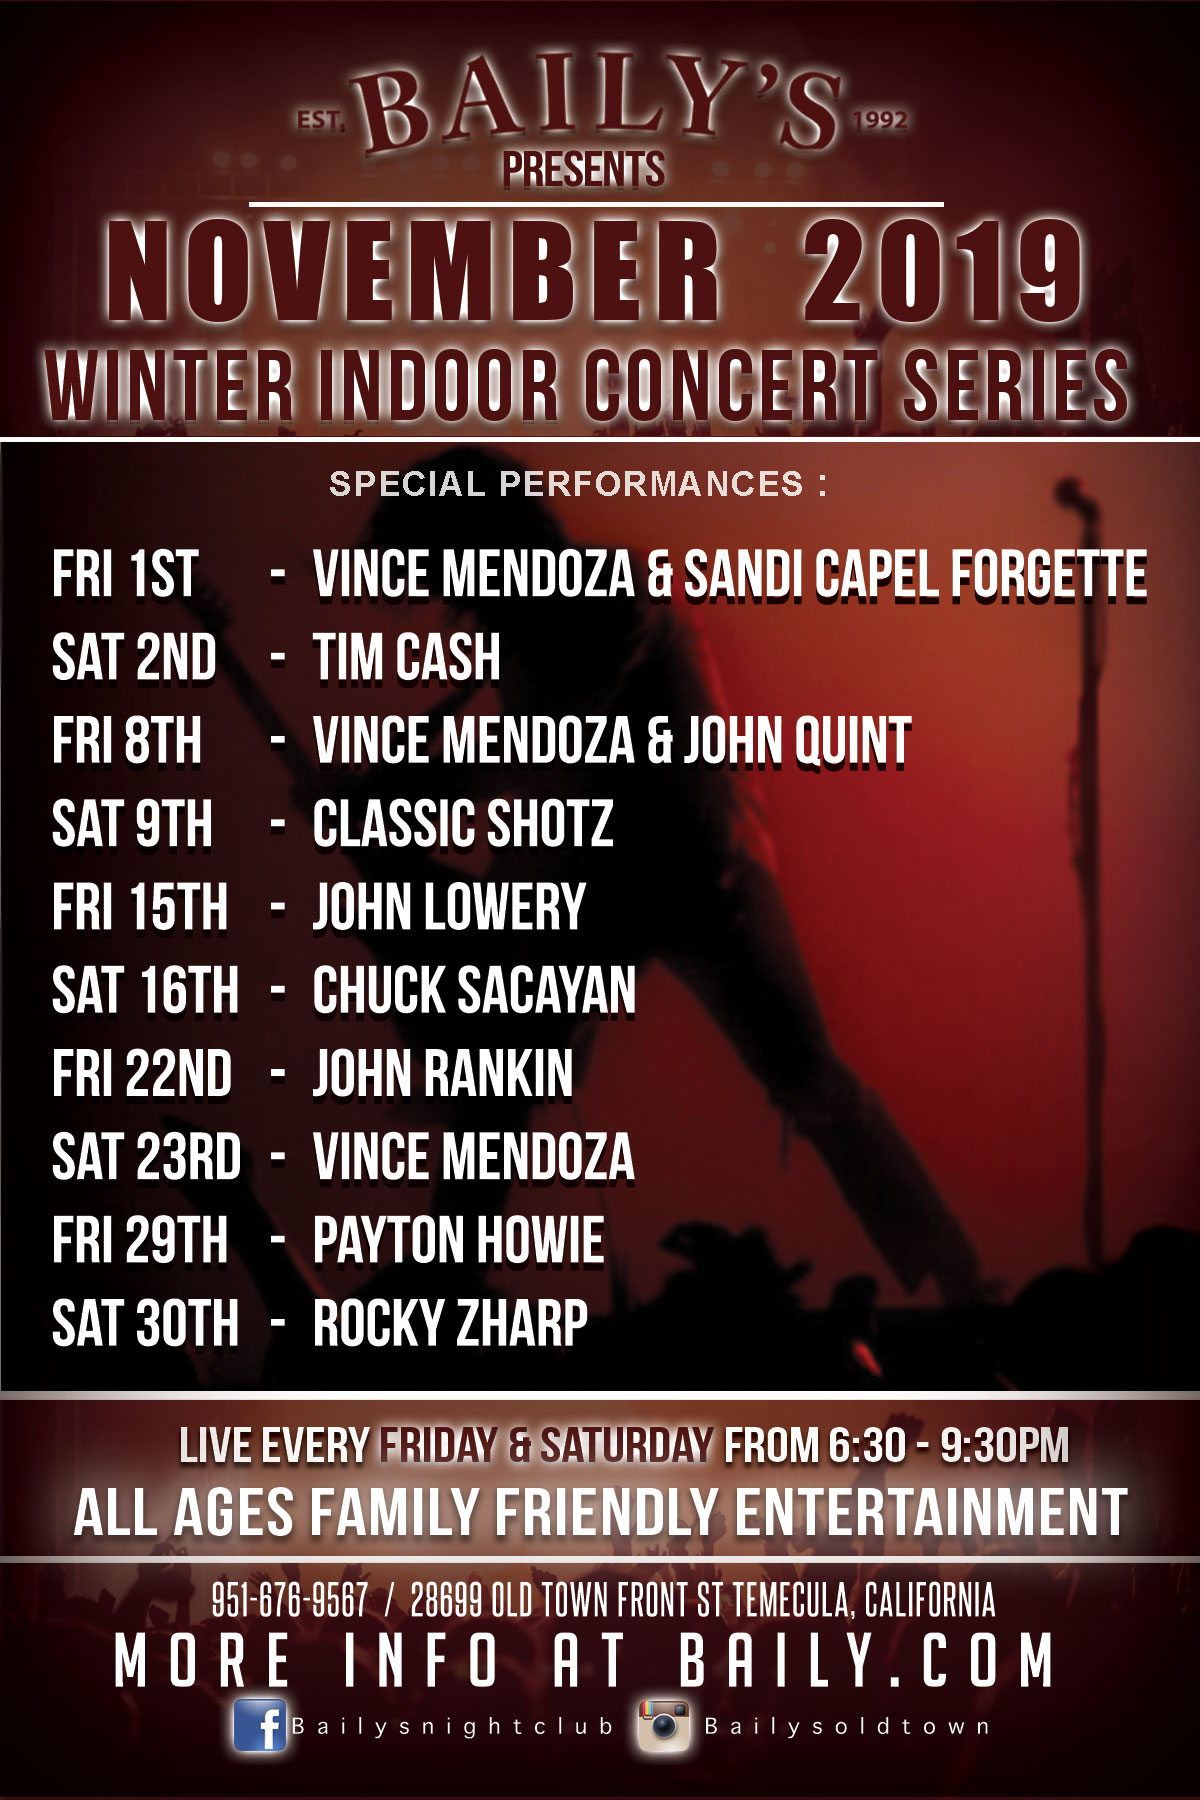 EST. BAILY'S 1992
PRESENTS
NOVEMBER 2019
WINTER INDOOR CONCERT SERIES
SPECIAL PERFORMANCES :
FRI 1ST - VINCE MENDOZA & SANDI CAPEL FORGETTE
SAT 2ND - TIM CASH
FRI 8TH - VINCE MENDOZA & JOHN QUINT
SAT 9TH - CLASSIC SHOTZ
FRI 15TH - JOHN LOWERY
SAT 16TH - CHUCK SACAYAN
FRI 22ND - JOHN RANKIN
SAT 23RD - VINCE MENDOZA
FRI 29TH - PAYTON HOWIE
SAT 30TH - ROCKY ZHARP
LIVE EVERY FRIDAY & SATURDAY FROM 6:30 - 9:30PM
ALL AGES FAMILY FRIENDLY ENTERTAINMENT
951-676-9567 / 28699 OLD TOWN FRONT ST TEMECULA, CALIFORNIA
MORE INFO AT BAILY.COM
f Bailysnightclub Bailysoldtown